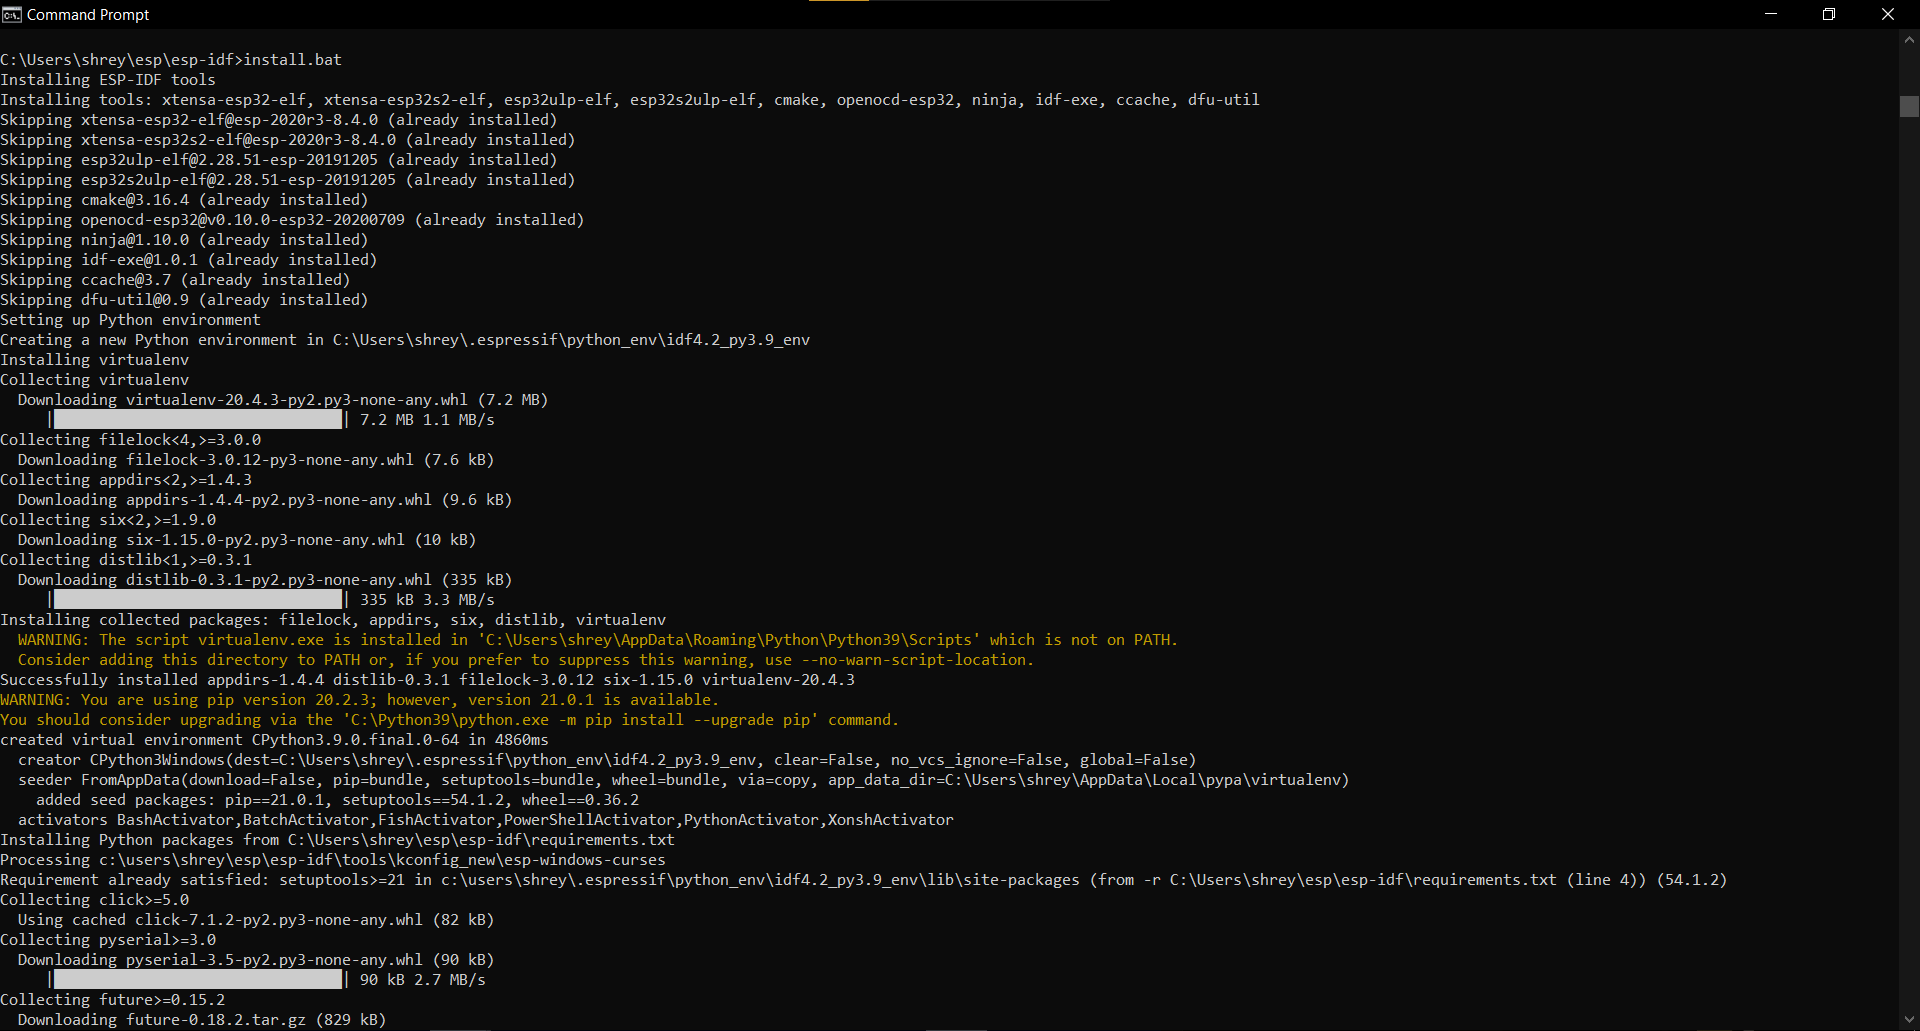 Command Prompt
C:\Users\shrey\esp\esp-idf>install.bat
Installing ESP-IDF tools
Installing tools: xtensa-esp32-elf, xtensa-esp32s2-elf, esp32ulp-elf, esp32s2ulp-elf, cmake, openocd-esp32, ninja, idf-exe, ccache, dfu-util
Skipping xtensa-esp32-elf@esp-2020r3-8.4.0 (already installed)
Skipping xtensa-esp32s2-elf@esp-2020r3-8.4.0 (already installed)
Skipping esp32ulp-elf@2.28.51-esp-20191205 (already installed)
Skipping esp32s2ulp-elf@2.28.51-esp-20191205 (already installed)
Skipping cmake@3.16.4 (already installed)
Skipping openocd-esp32@v0.10.0-esp32-20200709 (already installed)
Skipping ninja@1.10.0 (already installed)
Skipping idf-exe@1.0.1 (already installed)
Skipping ccache@3.7 (already installed)
Skipping dfu-util@0.9 (already installed)
Setting up Python environment
Creating a new Python environment in C:\Users\shrey\.espressif\python_env\idf4.2_py3.9_env
Installing virtualenv
Collecting virtualenv
  Downloading virtualenv-20.4.3-py2.py3-none-any.whl (7.2 MB)
| | 7.2 MB 1.1 MB/s
Collecting filelock<4,>=3.0.0
  Downloading filelock-3.0.12-py3-none-any.whl (7.6 kB)
Collecting appdirs<2,>=1.4.3
  Downloading appdirs-1.4.4-py2.py3-none-any.whl (9.6 kB)
Collecting six<2,>=1.9.0
  Downloading six-1.15.0-py2.py3-none-any.whl (10 kB)
Collecting distlib<1,>=0.3.1
  Downloading distlib-0.3.1-py2.py3-none-any.whl (335 kB)
| | 335 kB 3.3 MB/s
Installing collected packages: filelock, appdirs, six, distlib, virtualenv
  WARNING: The script virtualenv.exe is installed in 'C:\Users\shrey\AppData\Roaming\Python\Python39\Scripts' which is not on PATH.
  Consider adding this directory to PATH or, if you prefer to suppress this warning, use --no-warn-script-location.
Successfully installed appdirs-1.4.4 distlib-0.3.1 filelock-3.0.12 six-1.15.0 virtualenv-20.4.3
WARNING: You are using pip version 20.2.3; however, version 21.0.1 is available.
You should consider upgrading via the 'C:\Python39\python.exe -m pip install --upgrade pip' command.
created virtual environment CPython3.9.0.final.0-64 in 4860ms
  creator CPython3Windows(dest=C:\Users\shrey\.espressif\python_env\idf4.2_py3.9_env, clear=False, no_vcs_ignore=False, global=False)
  seeder FromAppData(download=False, pip=bundle, setuptools=bundle, wheel=bundle, via=copy, app_data_dir=C:\Users\shrey\AppData\Local\pypa\virtualenv)
    added seed packages: pip==21.0.1, setuptools==54.1.2, wheel==0.36.2
  activators BashActivator,BatchActivator,FishActivator,PowerShellActivator,PythonActivator,XonshActivator
Installing Python packages from C:\Users\shrey\esp\esp-idf\requirements.txt
Processing c:\users\shrey\esp\esp-idf\tools\kconfig_new\esp-windows-curses
Requirement already satisfied: setuptools>=21 in c:\users\shrey\.espressif\python_env\idf4.2_py3.9_env\lib\site-packages (from -r C:\Users\shrey\esp\esp-idf\requirements.txt (line 4)) (54.1.2)
Collecting click>=5.0
  Using cached click-7.1.2-py2.py3-none-any.whl (82 kB)
Collecting pyserial>=3.0
  Downloading pyserial-3.5-py2.py3-none-any.whl (90 kB)
| | 90 kB 2.7 MB/s
Collecting future>=0.15.2
  Downloading future-0.18.2.tar.gz (829 kB)